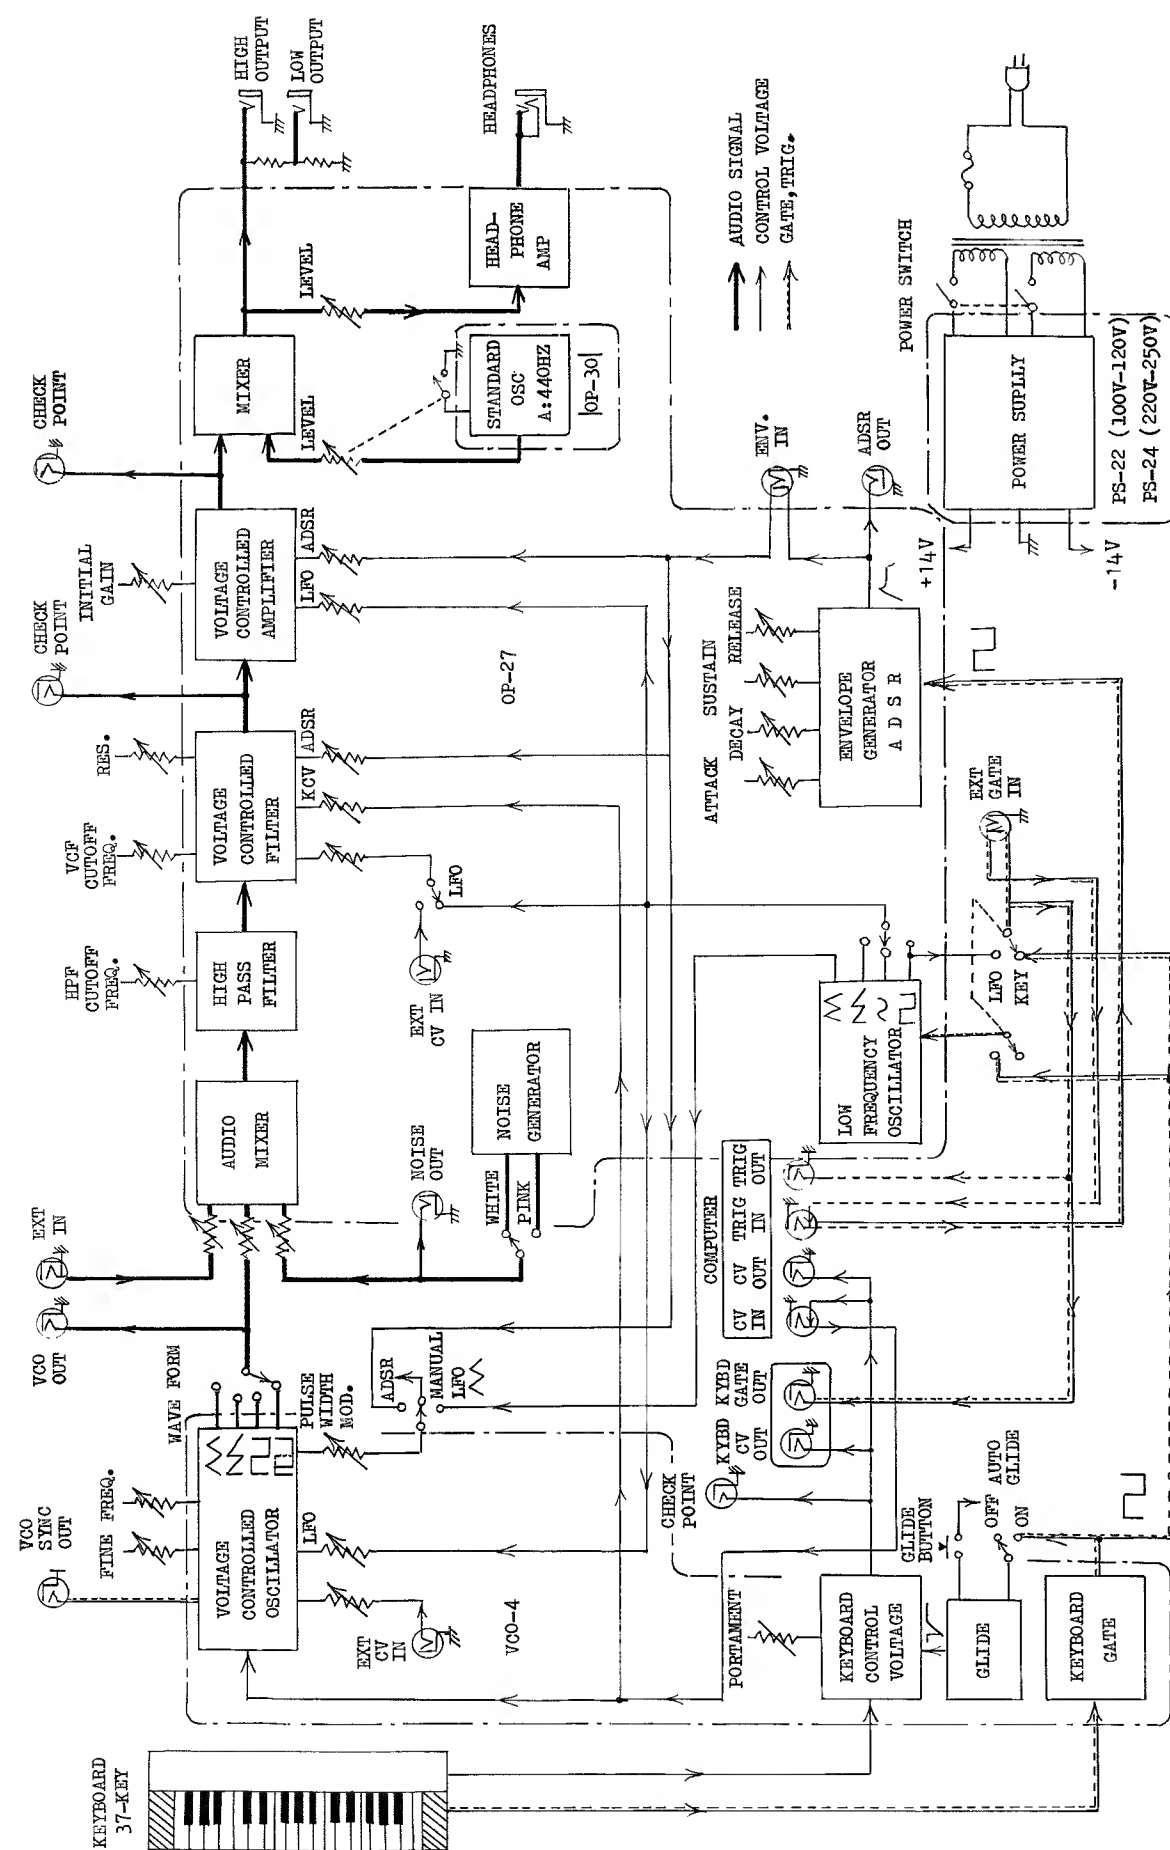 KEYBOARD
37-KEY
VCO
SYNC
OUT
FINE FREQ.
VOLTAGE
CONTROLLED
OSCILLATOR
LFO
EXT
CV IN
VCO-4
WAVE FORM
PULSE
WIDTH
MOD.
VCO
OUT
EXT
IN
ADSR
MANUAL
LFO
AUDIO
MIXER
NOISE
OUT
WHITE
PINK
NOISE
GENERATOR
HPF
CUTOFF
FREQ.
HIGH
PASS
FILTER
VCF
CUTOFF
FREQ.
RES.
VOLTAGE
CONTROLLED
FILTER
KCV
ADSR
EXT
CV IN
LFO
CHECK
POINT
INITIAL
GAIN
VOLTAGE
CONTROLLED
AMPLIFIER
LFO
ADSR
OP-27
CHECK
POINT
MIXER
LEVEL
LEVEL
STANDARD
OSC
A:440HZ
OP-30
HEAD-
PHONE
AMP
HIGH
OUTPUT
LOW
OUTPUT
HEADPHONES
AUDIO SIGNAL
CONTROL VOLTAGE
GATE,TRIG.
CHECK
POINT
KYBD
CV
OUT
KYBD
GATE
OUT
COMPUTER
CV
IN
CV
OUT
TRIG
IN
TRIG
OUT
PORTAMENT
KEYBOARD
CONTROL
VOLTAGE
GLIDE
BUTTON
GLIDE
OFF
ON
AUTO
GLIDE
KEYBOARD
GATE
LOW
FREQUENCY
OSCILLATOR
LFO
KEY
EXT
GATE
IN
ATTACK
DECAY
SUSTAIN
RELEASE
ENVELOPE
GENERATOR
A D S R
ENV.
IN
ADSR
OUT
POWER SWITCH
POWER SUPLLY
+14V
-14V
PS-22 (100V-120V)
PS-24 (220V-250V)